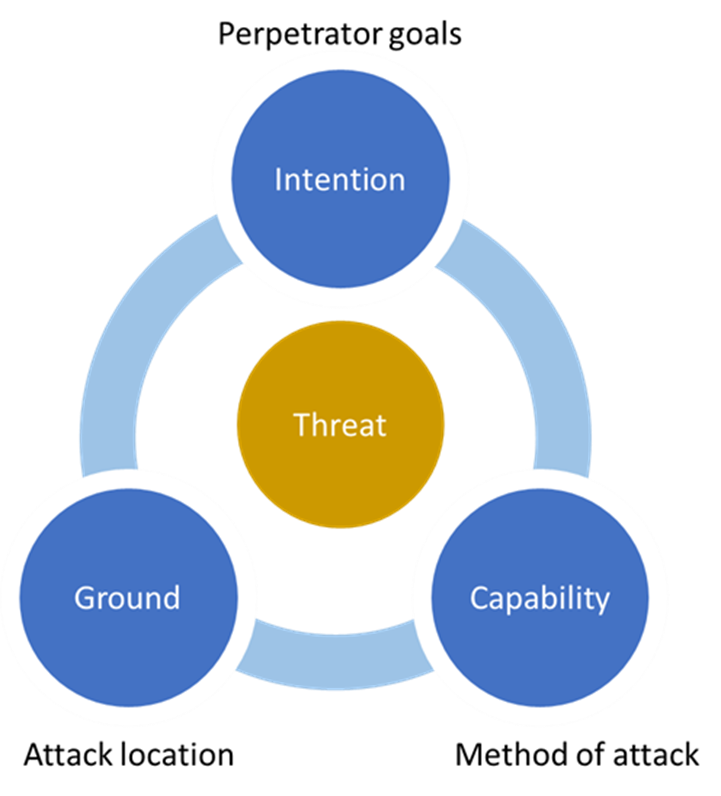 Perpetrator goals
Intention
Threat
Ground
Capability
Attack location
Method of attack